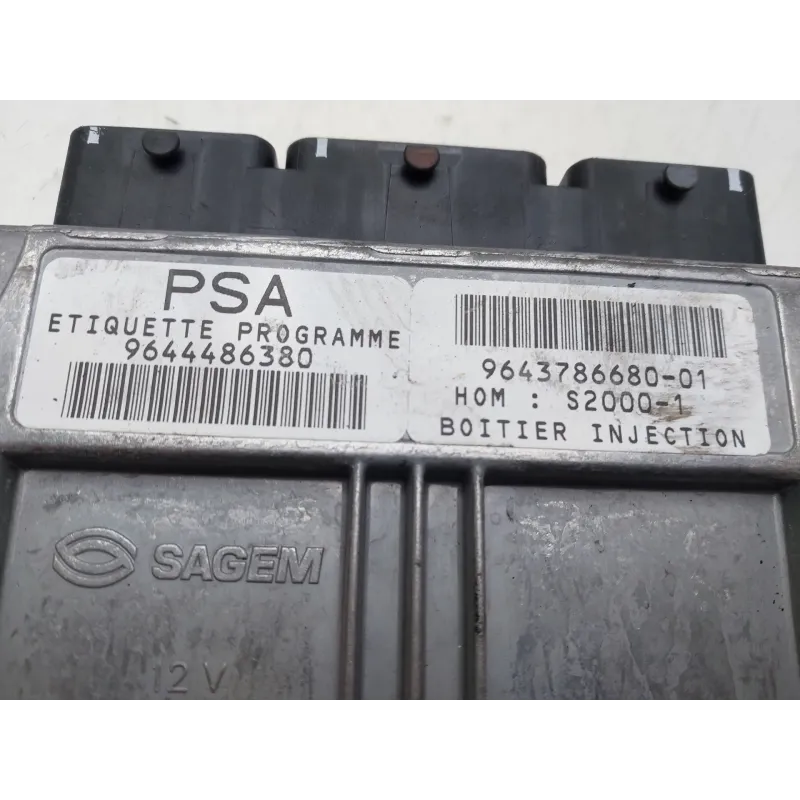 PSA
ETIQUETTE PROGRAMME
9644486380
9643786680-01
HOM : S2000-1
BOITIER INJECTION
SAGEM
12 V